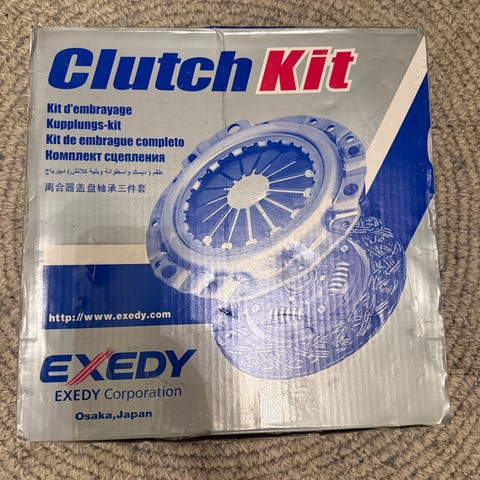 Clutch Kit
Kit d'embrayage
Kupplungs-kit
Kit de embrague completo
Комплект сцепления
طقم (ديسك واسطوانة وبلية كلاتش) دبرياج
离合器盖盘轴承三件套
http://www.exedy.com
EXEDY
EXEDY Corporation
Osaka,Japan